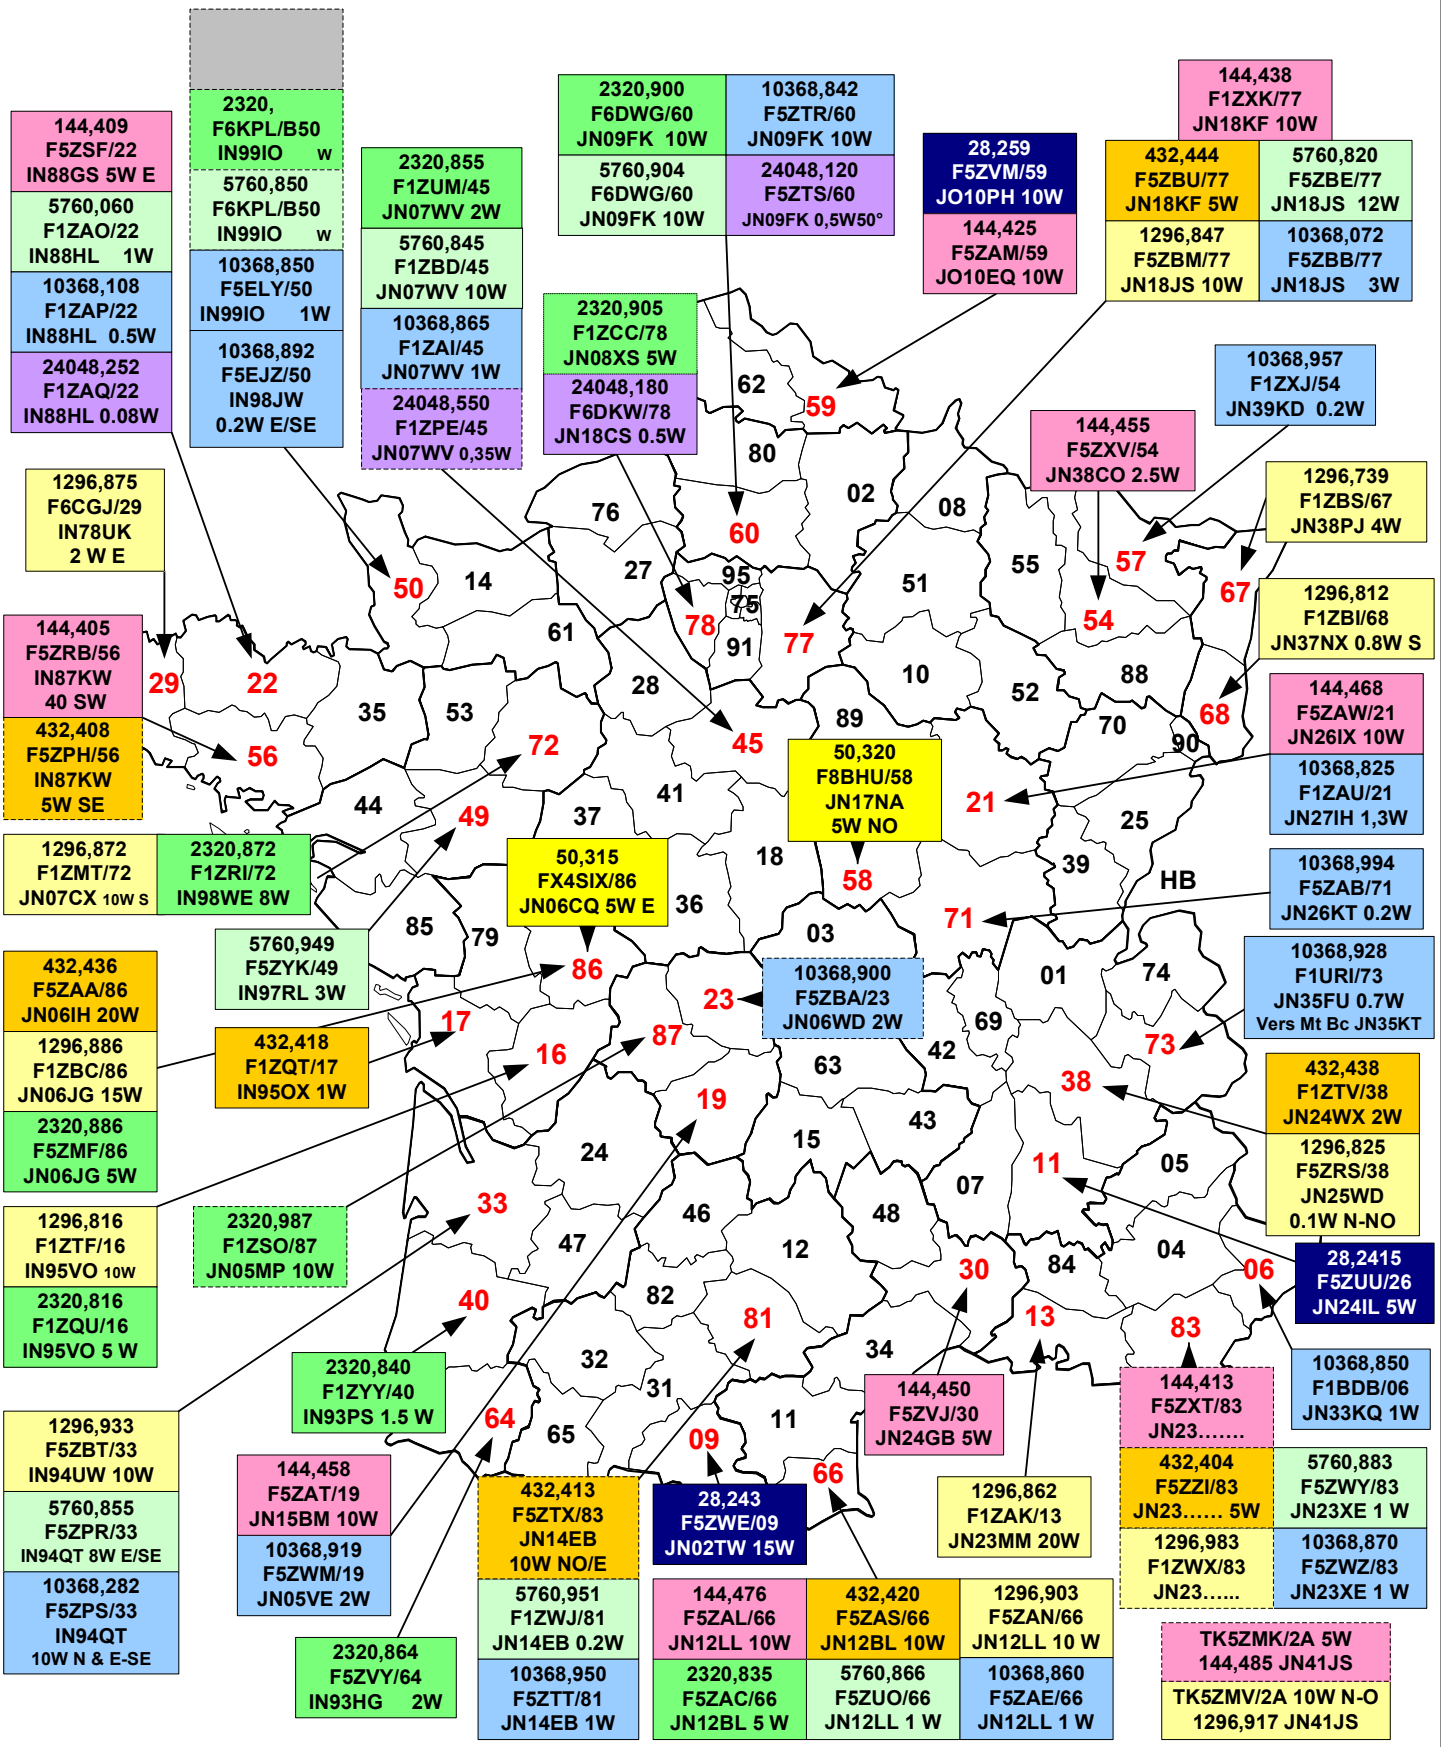 144,409
F5ZSF/22
IN88GS 5W E
5760,060
F1ZAO/22
IN88HL 1W
10368,108
F1ZAP/22
IN88HL 0.5W
24048,252
F1ZAQ/22
IN88HL 0.08W
2320,
F6KPL/B50
IN99IO W
5760,850
F6KPL/B50
IN99IO W
10368,850
F5ELY/50
IN99IO 1W
10368,892
F5EJZ/50
IN98JW
0.2W E/SE
2320,855
F1ZUM/45
JN07WV 2W
5760,845
F1ZBD/45
JN07WV 10W
10368,865
F1ZAI/45
JN07WV 1W
24048,550
F1ZPE/45
JN07WV 0,35W
2320,900
F6DWG/60
JN09FK 10W
10368,842
F5ZTR/60
JN09FK 10W
5760,904
F6DWG/60
JN09FK 10W
24048,120
F5ZTS/60
JN09FK 0,5W50°
2320,905
F1ZCC/78
JN08XS 5W
24048,180
F6DKW/78
JN18CS 0.5W
28,259
F5ZVM/59
JO10PH 10W
144,425
F5ZAM/59
JO10EQ 10W
144,438
F1ZXK/77
JN18KF 10W
432,444
F5ZBU/77
JN18KF 5W
5760,820
F5ZBE/77
JN18JS 12W
1296,847
F5ZBM/77
JN18JS 10W
10368,072
F5ZBB/77
JN18JS 3W
10368,957
F1ZXJ/54
JN39KD 0.2W
144,455
F5ZXV/54
JN38CO 2.5W
1296,739
F1ZBS/67
JN38PJ 4W
1296,812
F1ZBI/68
JN37NX 0.8W S
1296,875
F6CGJ/29
IN78UK
2 W E
144,405
F5ZRB/56
IN87KW
40 SW
432,408
F5ZPH/56
IN87KW
5W SE
144,468
F5ZAW/21
JN26IX 10W
10368,825
F1ZAU/21
JN27IH 1,3W
50,320
F8BHU/58
JN17NA
5W NO
1296,872
F1ZMT/72
JN07CX 10W S
2320,872
F1ZRI/72
IN98WE 8W
50,315
FX4SIX/86
JN06CQ 5W E
10368,994
F5ZAB/71
JN26KT 0.2W
5760,949
F5ZYK/49
IN97RL 3W
10368,928
F1URI/73
JN35FU 0.7W
Vers Mt Bc JN35KT
432,436
F5ZAA/86
JN06IH 20W
1296,886
F1ZBC/86
JN06JG 15W
2320,886
F5ZMF/86
JN06JG 5W
432,418
F1ZQT/17
IN95OX 1W
10368,900
F5ZBA/23
JN06WD 2W
432,438
F1ZTV/38
JN24WX 2W
1296,825
F5ZRS/38
JN25WD
0.1W N-NO
1296,816
F1ZTF/16
IN95VO 10W
2320,816
F1ZQU/16
IN95VO 5 W
2320,987
F1ZSO/87
JN05MP 10W
28,2415
F5ZUU/26
JN24IL 5W
10368,850
F1BDB/06
JN33KQ 1W
2320,840
F1ZYY/40
IN93PS 1.5 W
144,450
F5ZVJ/30
JN24GB 5W
144,413
F5ZXT/83
JN23.......
432,404
F5ZZI/83
JN23...... 5W
5760,883
F5ZWY/83
JN23XE 1 W
1296,983
F1ZWX/83
JN23......
10368,870
F5ZWZ/83
JN23XE 1 W
1296,933
F5ZBT/33
IN94UW 10W
5760,855
F5ZPR/33
IN94QT 8W E/SE
10368,282
F5ZPS/33
IN94QT
10W N & E-SE
144,458
F5ZAT/19
JN15BM 10W
10368,919
F5ZWM/19
JN05VE 2W
2320,864
F5ZVY/64
IN93HG 2W
432,413
F5ZTX/83
JN14EB
10W NO/E
5760,951
F1ZWJ/81
JN14EB 0.2W
10368,950
F5ZTT/81
JN14EB 1W
28,243
F5ZWE/09
JN02TW 15W
1296,862
F1ZAK/13
JN23MM 20W
144,476
F5ZAL/66
JN12LL 10W
432,420
F5ZAS/66
JN12BL 10W
1296,903
F5ZAN/66
JN12LL 10 W
2320,835
F5ZAC/66
JN12BL 5 W
5760,866
F5ZUO/66
JN12LL 1 W
10368,860
F5ZAE/66
JN12LL 1 W
TK5ZMK/2A 5W
144,485 JN41JS
TK5ZMV/2A 10W N-O
1296,917 JN41JS
62
59
80
02
08
76
60
27
95
75
78
91
77
51
55
57
54
67
50
14
61
28
10
52
88
68
70
90
29
22
35
53
72
56
45
89
41
21
25
44
49
37
18
58
39
HB
36
85
79
86
03
71
01
74
23
17
16
87
63
69
42
73
38
19
43
24
15
11
05
07
33
46
48
47
12
04
06
30
84
82
40
81
13
83
34
32
31
64
65
09
11
66